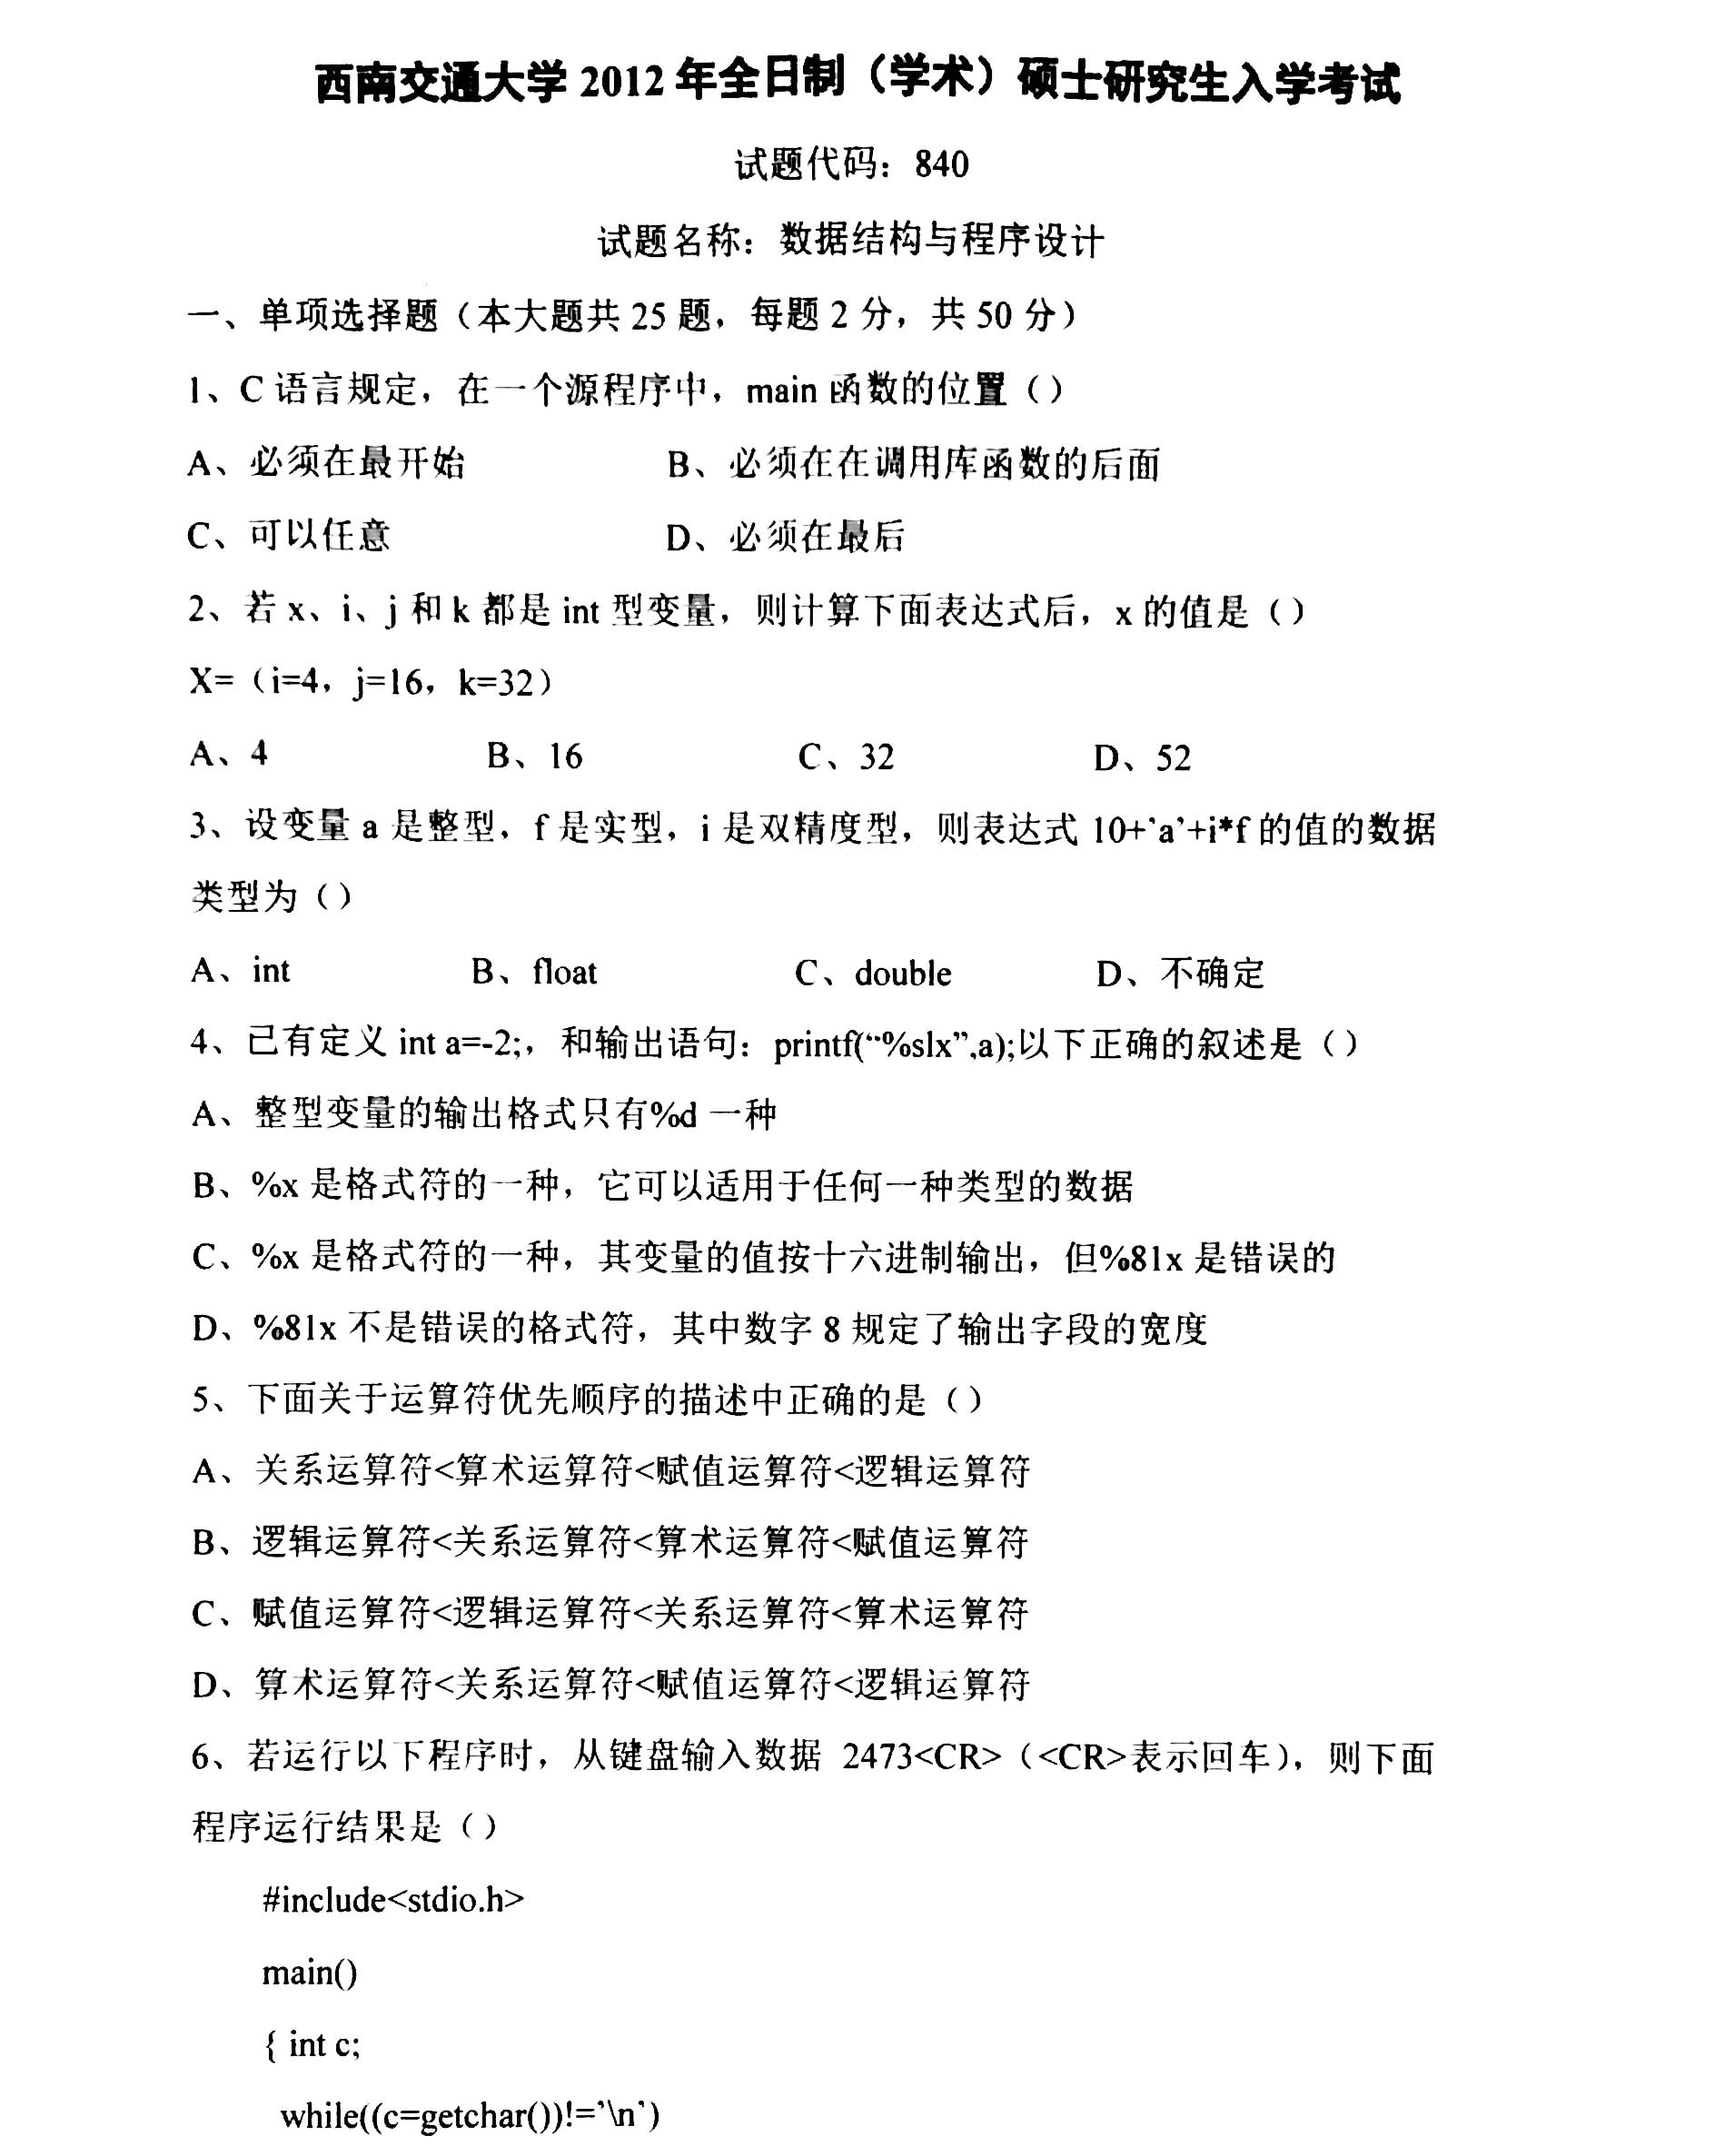 西南交通大学 2012 年全日制（学术）硕士研究生入学考试
试题代码：840
试题名称：数据结构与程序设计
一、单项选择题（本大题共 25 题，每题 2 分，共 50 分）
1、C 语言规定，在一个源程序中，main 函数的位置（）
A、必须在最开始 B、必须在在调用库函数的后面
C、可以任意 D、必须在最后
2、若 x、i、j 和 k 都是 int 型变量，则计算下面表达式后，x 的值是（）
X=（i=4，j=16，k=32）
A、4 B、16 C、32 D、52
3、设变量 a 是整型，f 是实型，i 是双精度型，则表达式 10+’a’+i*f 的值的数据
类型为（）
A、int B、float C、double D、不确定
4、已有定义 int a=-2;，和输出语句：printf(“%slx”,a);以下正确的叙述是（）
A、整型变量的输出格式只有%d 一种
B、%x 是格式符的一种，它可以适用于任何一种类型的数据
C、%x 是格式符的一种，其变量的值按十六进制输出，但%8lx 是错误的
D、%8lx 不是错误的格式符，其中数字 8 规定了输出字段的宽度
5、下面关于运算符优先顺序的描述中正确的是（）
A、关系运算符<算术运算符<赋值运算符<逻辑运算符
B、逻辑运算符<关系运算符<算术运算符<赋值运算符
C、赋值运算符<逻辑运算符<关系运算符<算术运算符
D、算术运算符<关系运算符<赋值运算符<逻辑运算符
6、若运行以下程序时，从键盘输入数据 2473<CR>（<CR>表示回车），则下面
程序运行结果是（）
#include<stdio.h>
main()
{ int c;
while((c=getchar())!=’\n’)